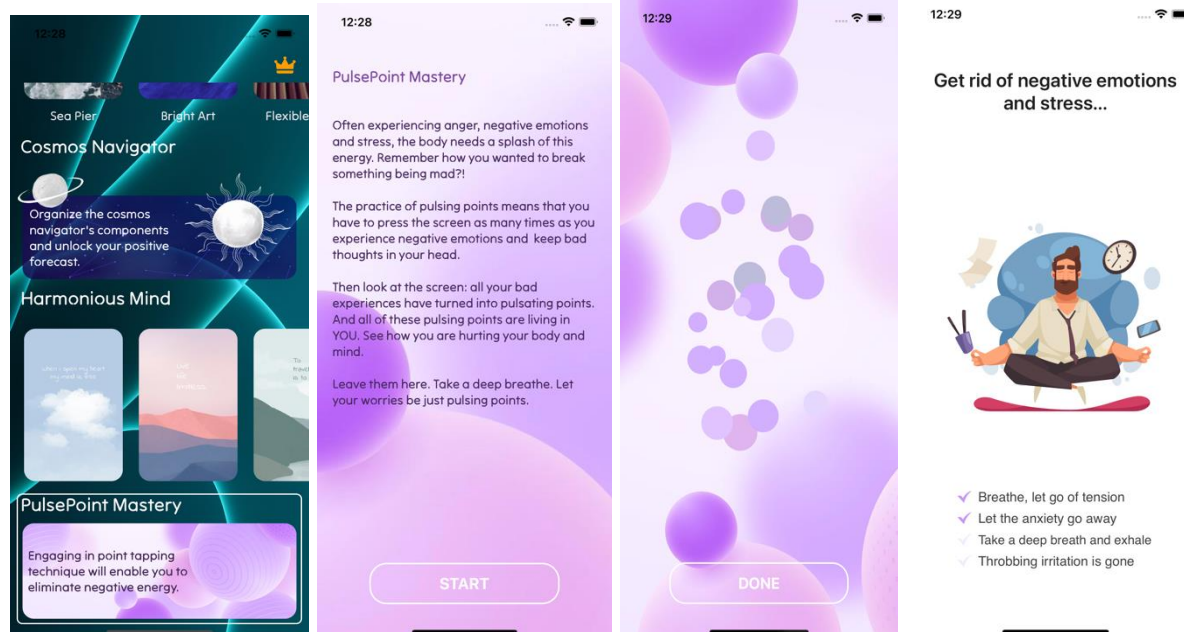 12:28
Sea Pier
Bright Art
Flexible
Cosmos Navigator
Organize the cosmos
navigator's components
and unlock your positive
forecast.
Harmonious Mind
when i open my heart
my mind is free
PulsePoint Mastery
Engaging in point tapping
technique will enable you to
eliminate negative energy.
12:28
PulsePoint Mastery
Often experiencing anger, negative emotions
and stress, the body needs a splash of this
energy. Remember how you wanted to break
something being mad?!
The practice of pulsing points means that you
have to press the screen as many times as you
experience negative emotions and keep bad
thoughts in your head.
Then look at the screen: all your bad
experiences have turned into pulsating points.
And all of these pulsing points are living in
YOU. See how you are hurting your body and
mind.
Leave them here. Take a deep breathe. Let
your worries be just pulsing points.
START
12:29
DONE
12:29
Get rid of negative emotions
and stress...
Breathe, let go of tension
Let the anxiety go away
Take a deep breath and exhale
Throbbing irritation is gone